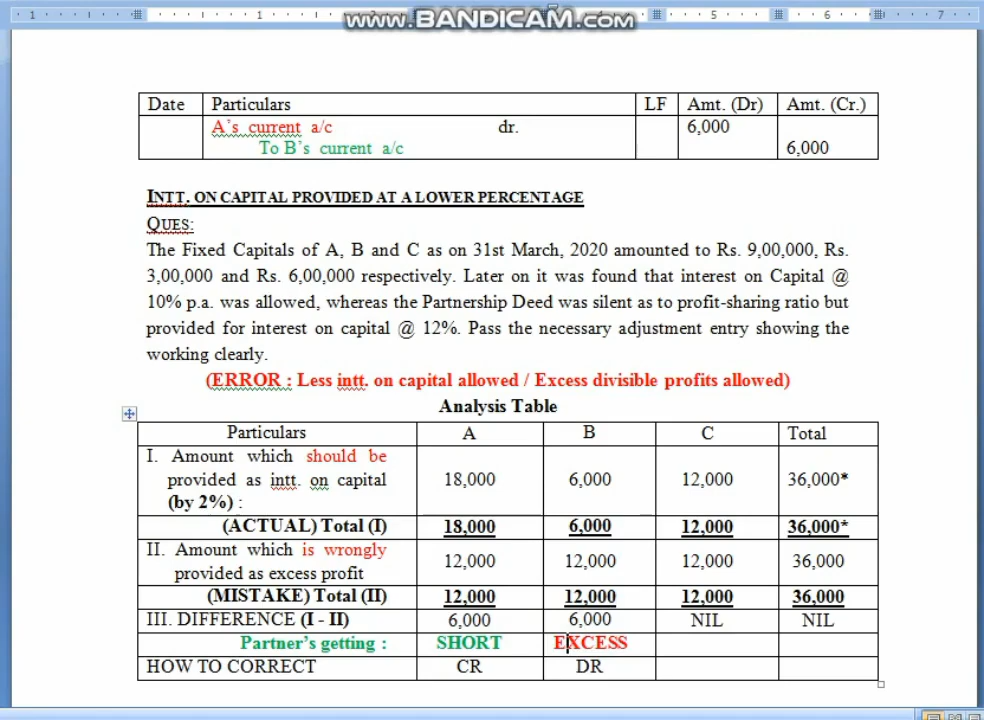 1 1 2 4 5 6 7
www.BANDICAM.com
Date Particulars LF Amt. (Dr) Amt. (Cr.)
A's current a/c dr. 6,000
To B's current a/c 6,000
INTT. ON CAPITAL PROVIDED AT A LOWER PERCENTAGE
QUES:
The Fixed Capitals of A, B and C as on 31st March, 2020 amounted to Rs. 9,00,000, Rs.
3,00,000 and Rs. 6,00,000 respectively. Later on it was found that interest on Capital @
10% p.a. was allowed, whereas the Partnership Deed was silent as to profit-sharing ratio but
provided for interest on capital @ 12%. Pass the necessary adjustment entry showing the
working clearly.
(ERROR : Less intt. on capital allowed / Excess divisible profits allowed)
Analysis Table
Particulars A B C Total
I. Amount which should be
provided as intt. on capital 18,000 6,000 12,000 36,000*
(by 2%) :
(ACTUAL) Total (I) 18,000 6,000 12,000 36,000*
II. Amount which is wrongly
provided as excess profit 12,000 12,000 12,000 36,000
(MISTAKE) Total (II) 12,000 12,000 12,000 36,000
III. DIFFERENCE (I - II) 6,000 6,000 NIL NIL
Partner's getting : SHORT EXCESS
HOW TO CORRECT CR DR